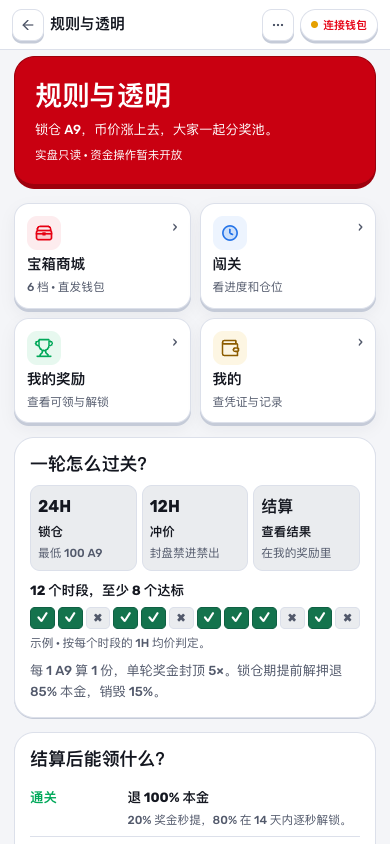 规则与透明
连接钱包
规则与透明
锁仓 A9，币价涨上去，大家一起分奖池。
实盘只读 • 资金操作暂未开放
宝箱商城
6 档 • 直发钱包
闯关
看进度和仓位
我的奖励
查看可领与解锁
我的
查凭证与记录
一轮怎么过关?
24H
锁仓
最低 100 A9
12H
冲价
封盘禁进禁出
结算
查看结果
在我的奖励里
12 个时段，至少 8 个达标
示例 • 按每个时段的 1H 均价判定。
每 1 A9 算 1 份，单轮奖金封顶 5×。锁仓期提前解押退
85% 本金，销毁 15%。
结算后能领什么?
通关
退 100% 本金
20% 奖金秒提，80% 在 14 天内逐秒解锁。